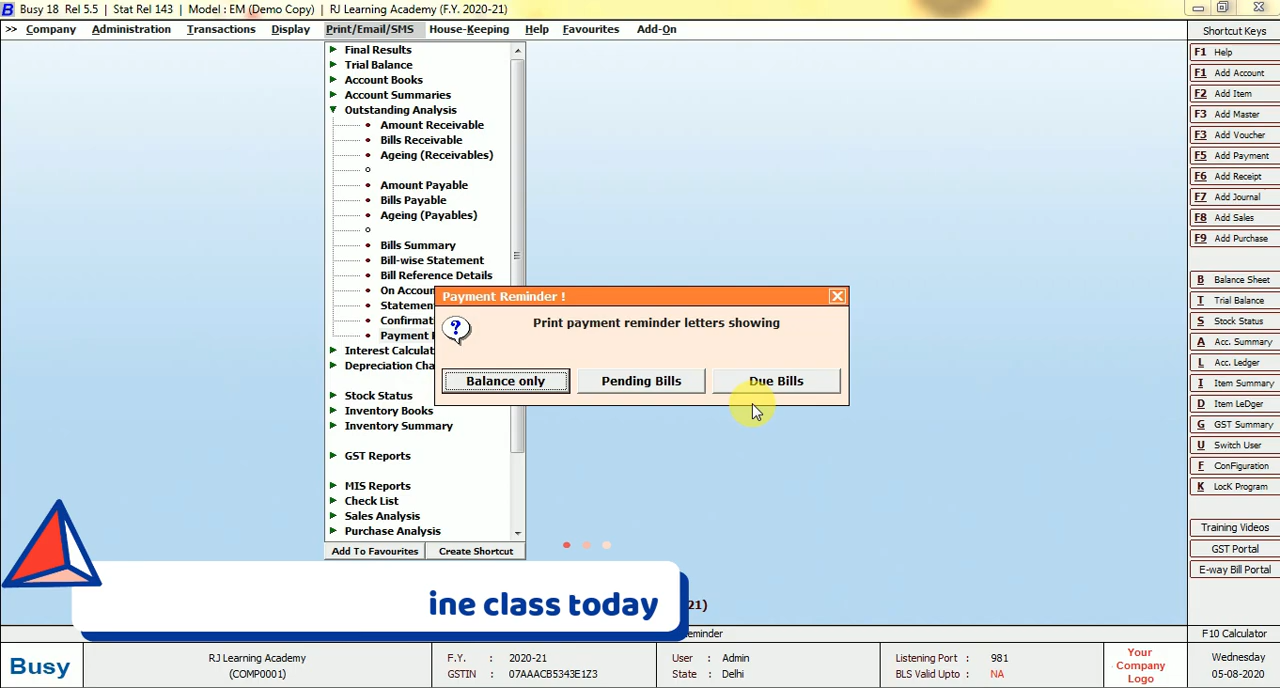 Busy 18 Rel 5.5 | Stat Rel 143 | Model : EM (Demo Copy) | RJ Learning Academy (F.Y. 2020-21)
>> Company Administration Transactions Display Print/Email/SMS House-Keeping Help Favourites Add-On
Final Results
Trial Balance
Account Books
Account Summaries
Outstanding Analysis
Amount Receivable
Bills Receivable
Ageing (Receivables)
Amount Payable
Bills Payable
Ageing (Payables)
Bills Summary
Bill-wise Statement
Bill Reference Details
On Accou
Statemen
Confirmat
Payment
Interest Calculat
Depreciation Cha
Stock Status
Inventory Books
Inventory Summary
GST Reports
MIS Reports
Check List
Sales Analysis
Purchase Analysis
Add To Favourites Create Shortcut
Payment Reminder !
Print payment reminder letters showing
Balance only Pending Bills Due Bills
Shortcut Keys
F1 Help
F1 Add Account
F2 Add Item
F3 Add Master
F3 Add Voucher
F5 Add Payment
F6 Add Receipt
F7 Add Journal
F8 Add Sales
F9 Add Purchase
B Balance Sheet
T Trial Balance
S Stock Status
A Acc. Summary
L Acc. Ledger
I Item Summary
D Item LeDger
G GST Summary
U Switch User
F ConFiguration
K LocK Program
Training Videos
GST Portal
E-way Bill Portal
F10 Calculator
ine class today
21)
eminder
Busy
RJ Learning Academy
(COMP0001)
F.Y. : 2020-21
GSTIN : 07AAACB5343E1Z3
User : Admin
State : Delhi
Listening Port : 981
BLS Valid Upto : NA
Your
Company
Logo
Wednesday
05-08-2020